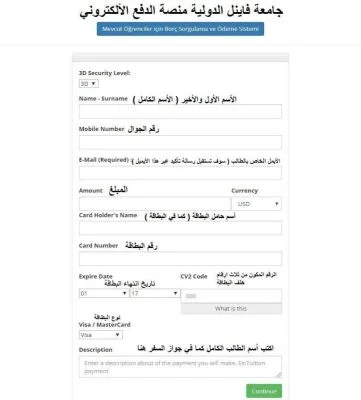 جامعة فاينل الدولية منصة الدفع الألكتروني
Mevcut Öğrenciler için Borç Sorgulama ve Ödeme Sistemi
3D Security Level:
3D
Name - Surname الأسم الأول والأخير ( الأسم الكامل )
Mobile Number رقم الجوال
E-Mail (Required) الأيمل الخاص بالطالب ( سوف تستقبل رسالة تأكيد عبر هذا الأيميل ) :
Amount المبلغ Currency
USD
Card Holder's Name أسم حامل البطاقة ( كما في البطاقة )
Card Number رقم البطاقة
Expire Date تاريخ انتهاء البطاقة CV2 Code الرقم المكون من ثلاث ارقام
خلف البطاقة
01 17 000
What is this
نوع البطاقة
Visa / MasterCard
Visa
Description اكتب أسم الطالب الكامل كما في جواز السفر هنا
Enter a description about of the payment you will make. Ex:Tuition
payment
Continue